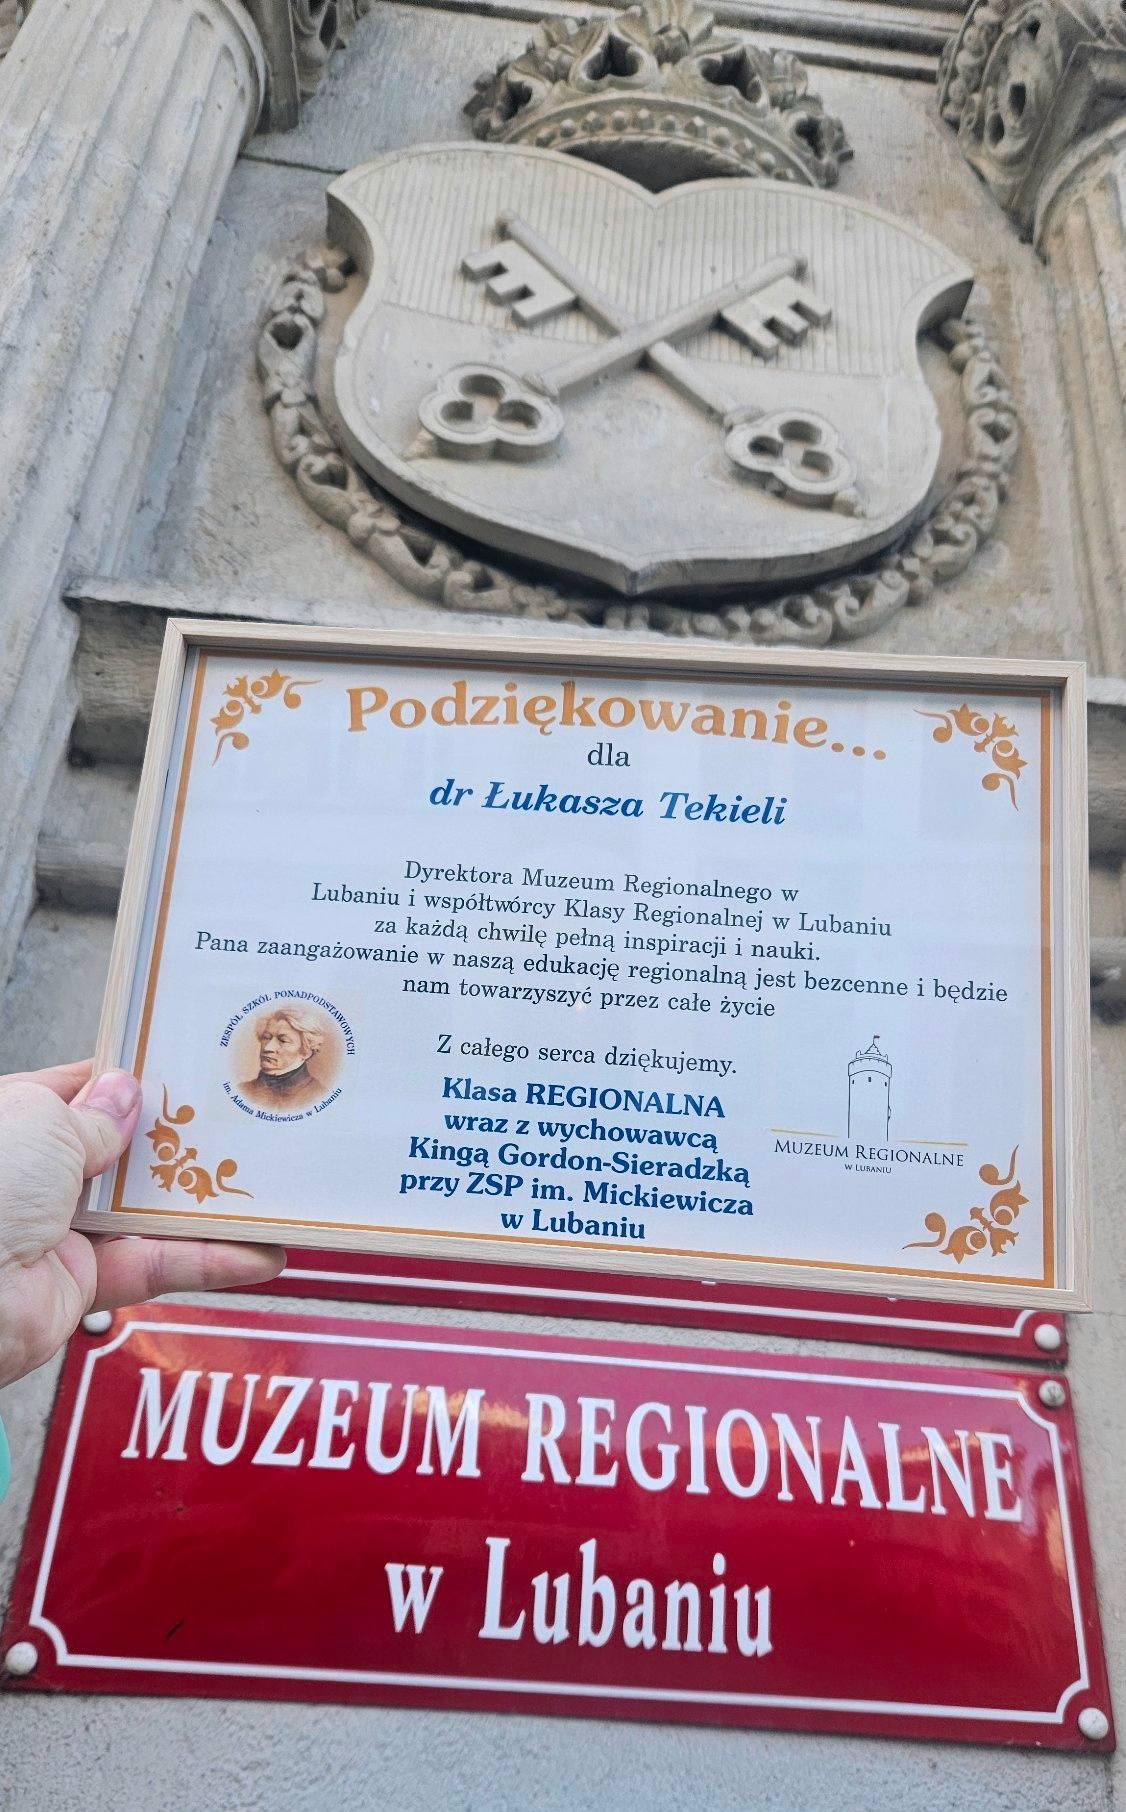 Podziękowanie...
dla
dr Łukasza Tekieli
Dyrektora Muzeum Regionalnego w
Lubaniu i współtwórcy Klasy Regionalnej w Lubaniu
za każdą chwilę pełną inspiracji i nauki.
Pana zaangażowanie w naszą edukację regionalną jest bezcenne i będzie
nam towarzyszyć przez całe życie
Z całego serca dziękujemy.
Klasa REGIONALNA
wraz z wychowawcą
Kingą Gordon-Sieradzką
przy ZSP im. Mickiewicza
w Lubaniu
ZESPÓŁ SZKÓŁ PONADPODSTAWOWYCH
im. Adama Mickiewicza w Lubaniu
MUZEUM REGIONALNE
W LUBANIU
MUZEUM REGIONALNE
w Lubaniu